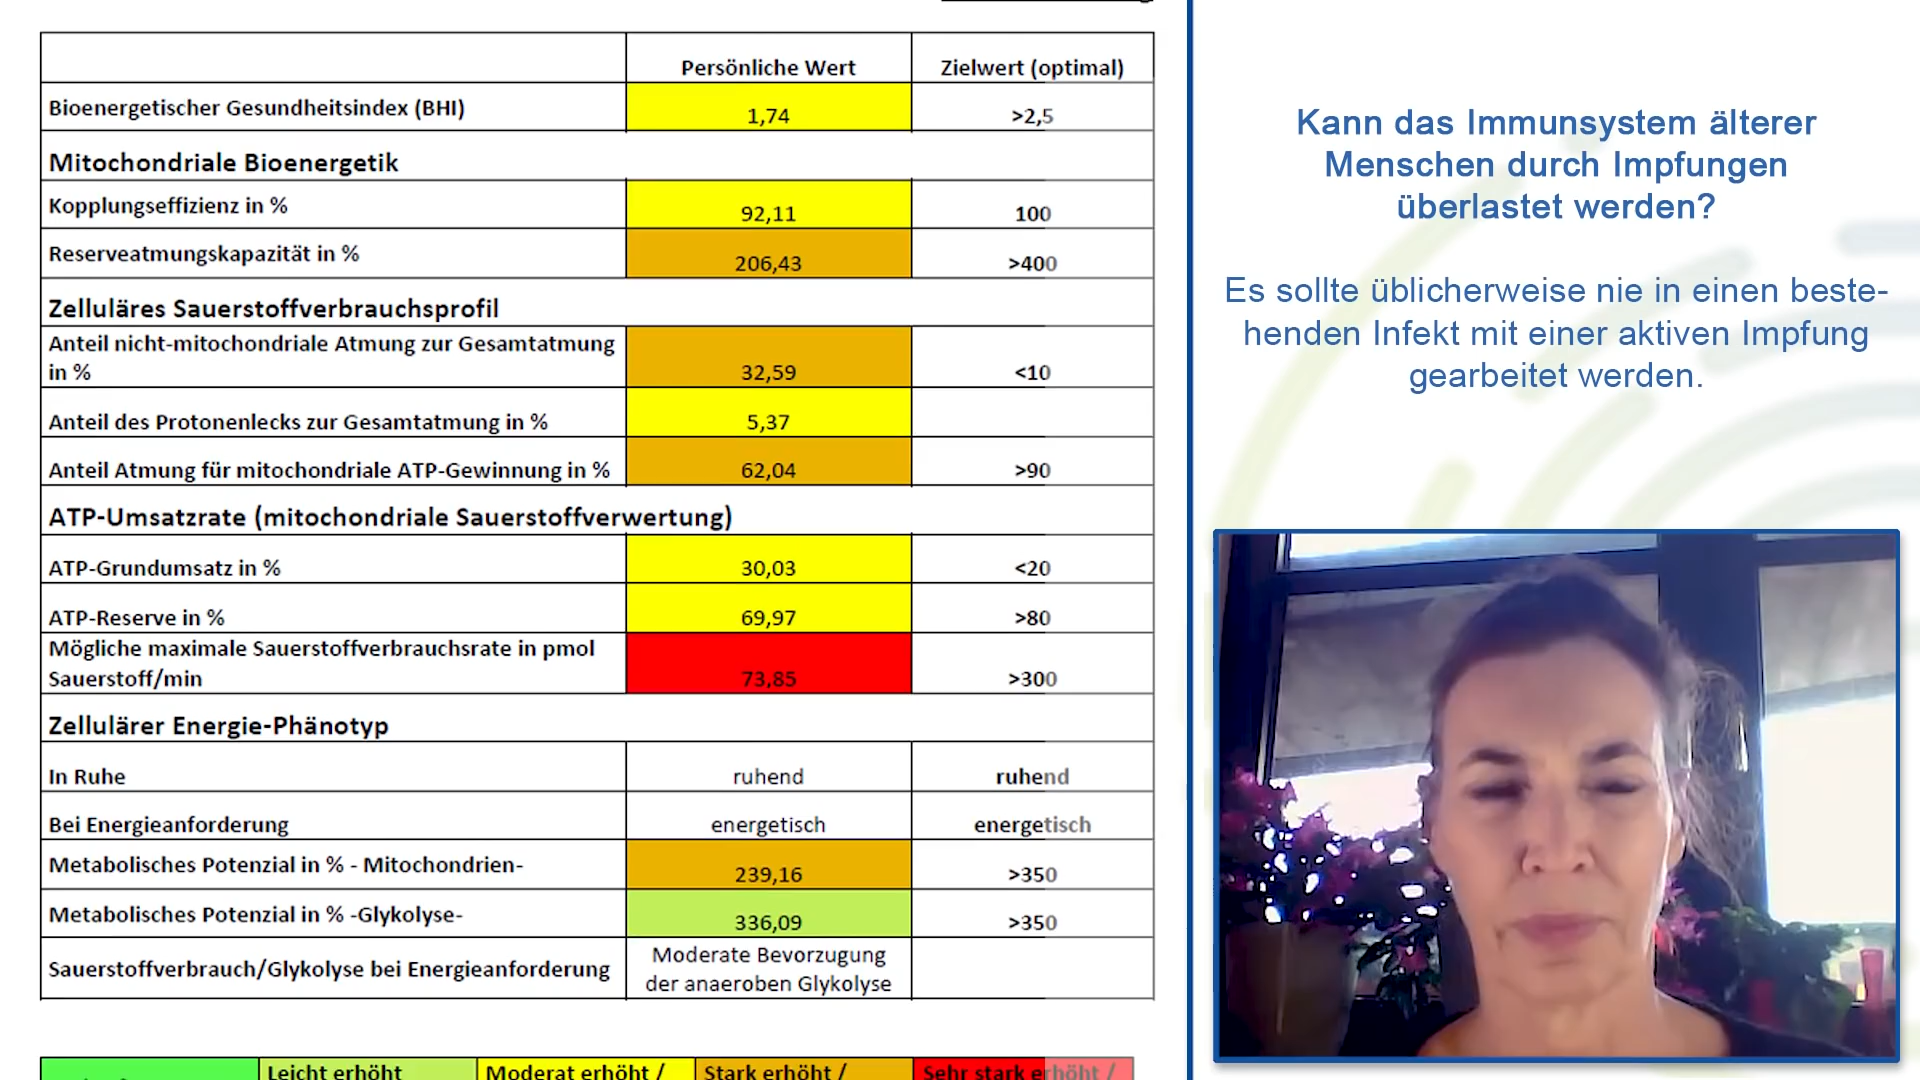 Persönliche Wert Zielwert (optimal)
Bioenergetischer Gesundheitsindex (BHI) 1,74 >2,5
Mitochondriale Bioenergetik
Kopplungseffizienz in % 92,11 100
Reserveatmungskapazität in % 206,43 >400
Zelluläres Sauerstoffverbrauchsprofil
Anteil nicht-mitochondriale Atmung zur Gesamtatmung
in % 32,59 <10
Anteil des Protonenlecks zur Gesamtatmung in % 5,37
Anteil Atmung für mitochondriale ATP-Gewinnung in % 62,04 >90
ATP-Umsatzrate (mitochondriale Sauerstoffverwertung)
ATP-Grundumsatz in % 30,03 <20
ATP-Reserve in % 69,97 >80
Mögliche maximale Sauerstoffverbrauchsrate in pmol
Sauerstoff/min 73,85 >300
Zellulärer Energie-Phänotyp
In Ruhe ruhend ruhend
Bei Energieanforderung energetisch energetisch
Metabolisches Potenzial in % - Mitochondrien- 239,16 >350
Metabolisches Potenzial in % -Glykolyse- 336,09 >350
Sauerstoffverbrauch/Glykolyse bei Energieanforderung Moderate Bevorzugung
der anaeroben Glykolyse
Leicht erhöht Moderat erhöht / Stark erhöht / Sehr stark erhöht /
Kann das Immunsystem älterer
Menschen durch Impfungen
überlastet werden?
Es sollte üblicherweise nie in einen beste-
henden Infekt mit einer aktiven Impfung
gearbeitet werden.